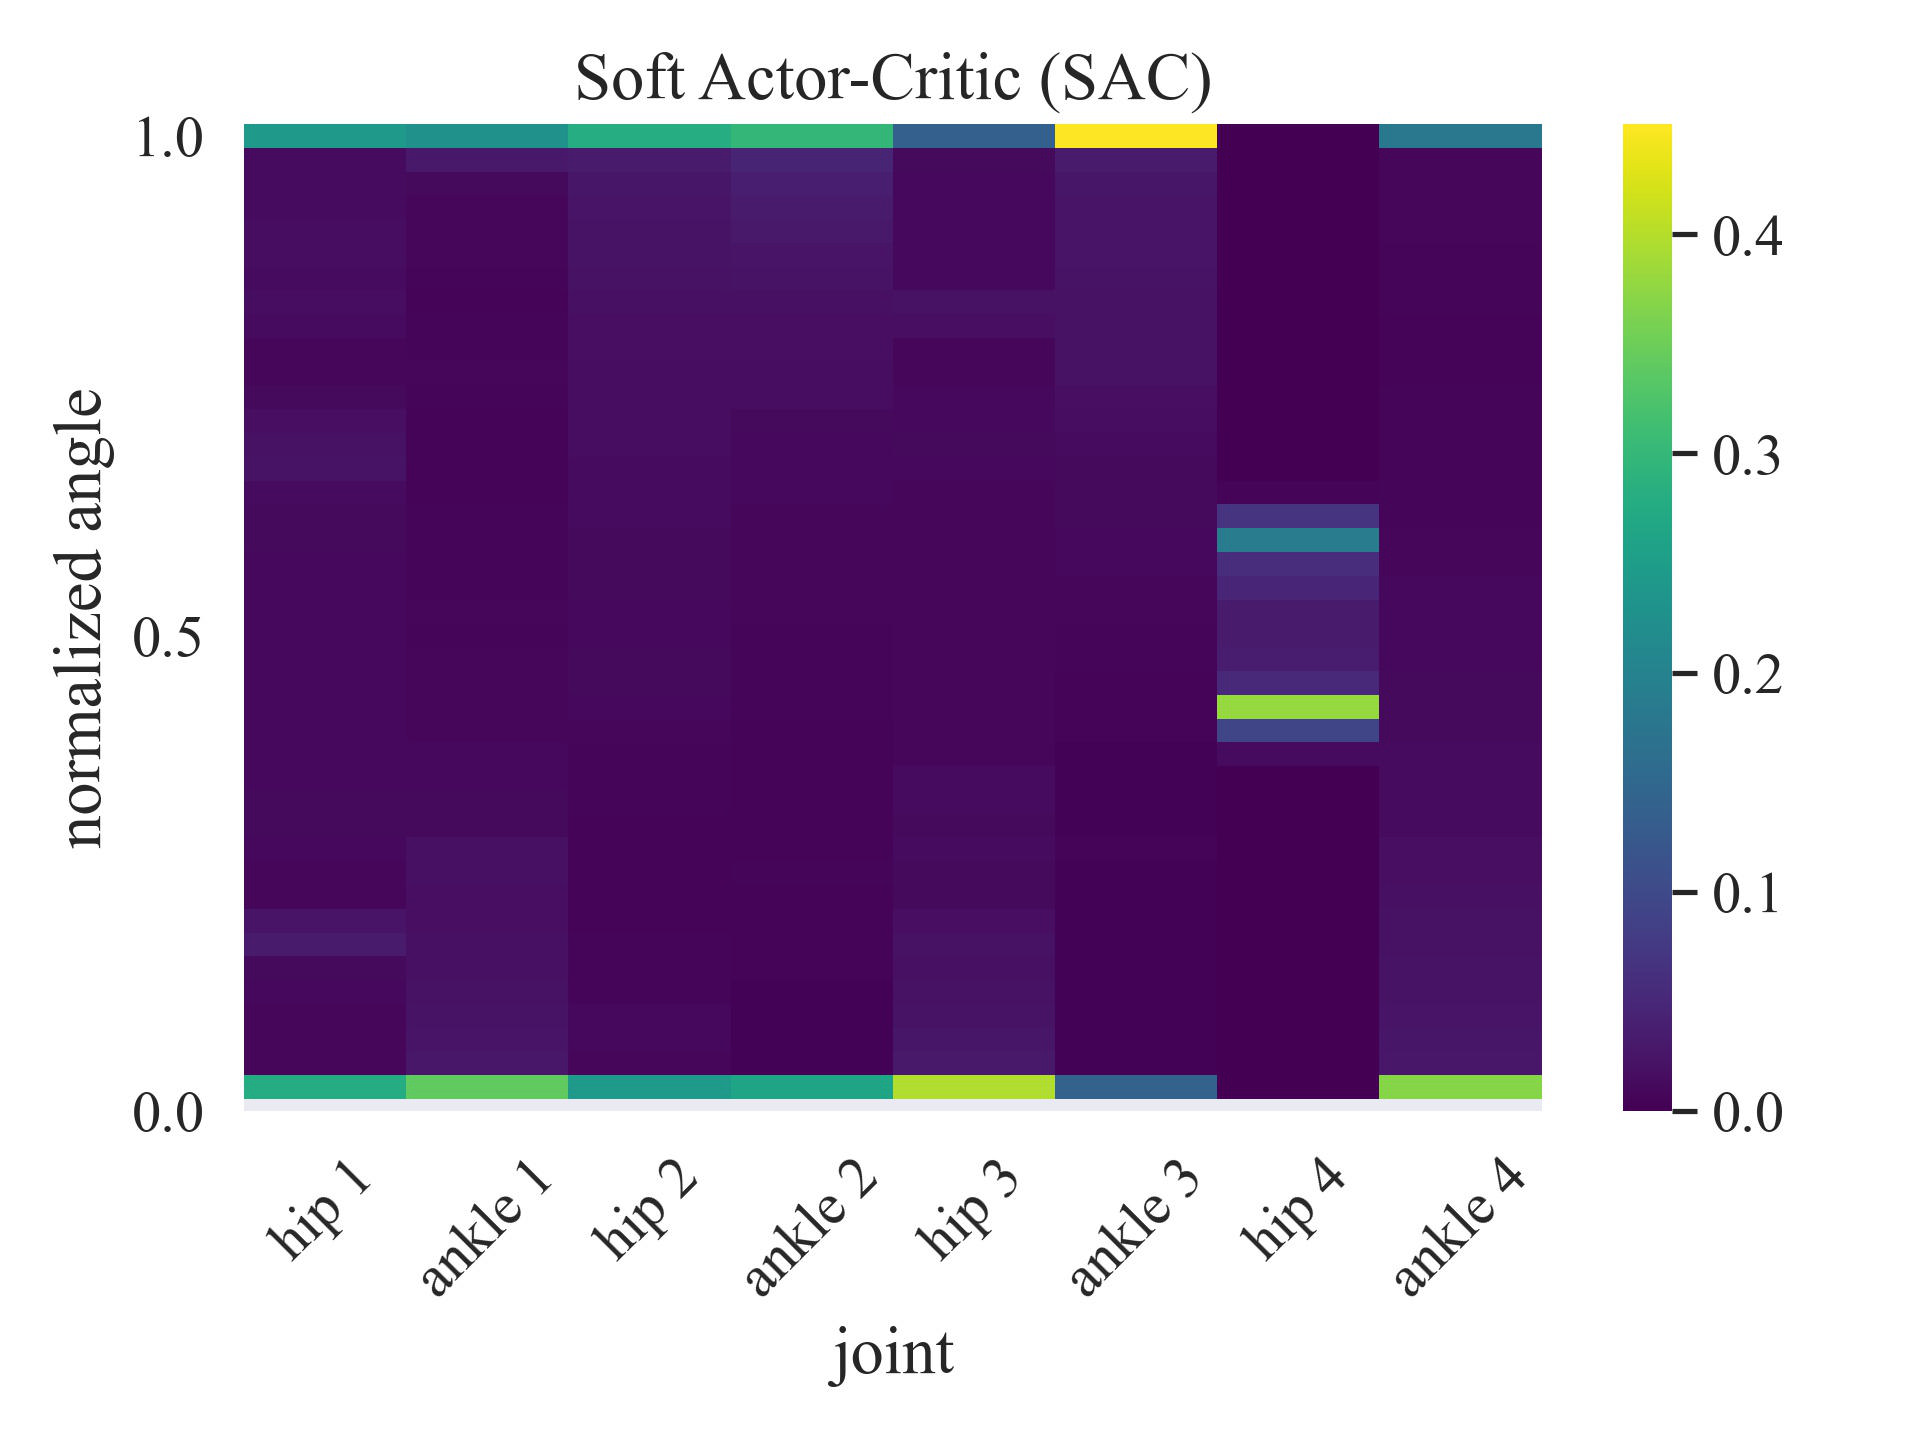 Soft Actor-Critic (SAC)
normalized angle
1.0
0.5
0.0
0.4
0.3
0.2
0.1
0.0
hip 1
ankle 1
hip 2
ankle 2
hip 3
ankle 3
hip 4
ankle 4
joint